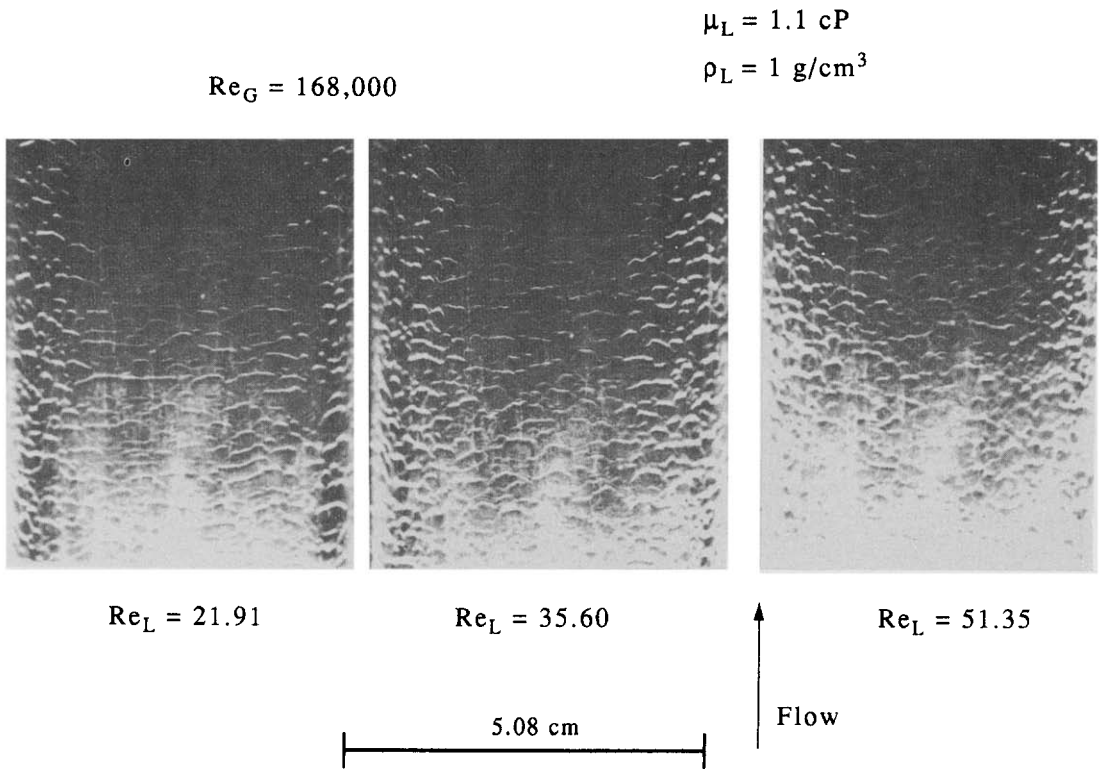 μL = 1.1 cP
ρL = 1 g/cm³
ReG = 168,000
ReL = 21.91
ReL = 35.60
ReL = 51.35
Flow
5.08 cm